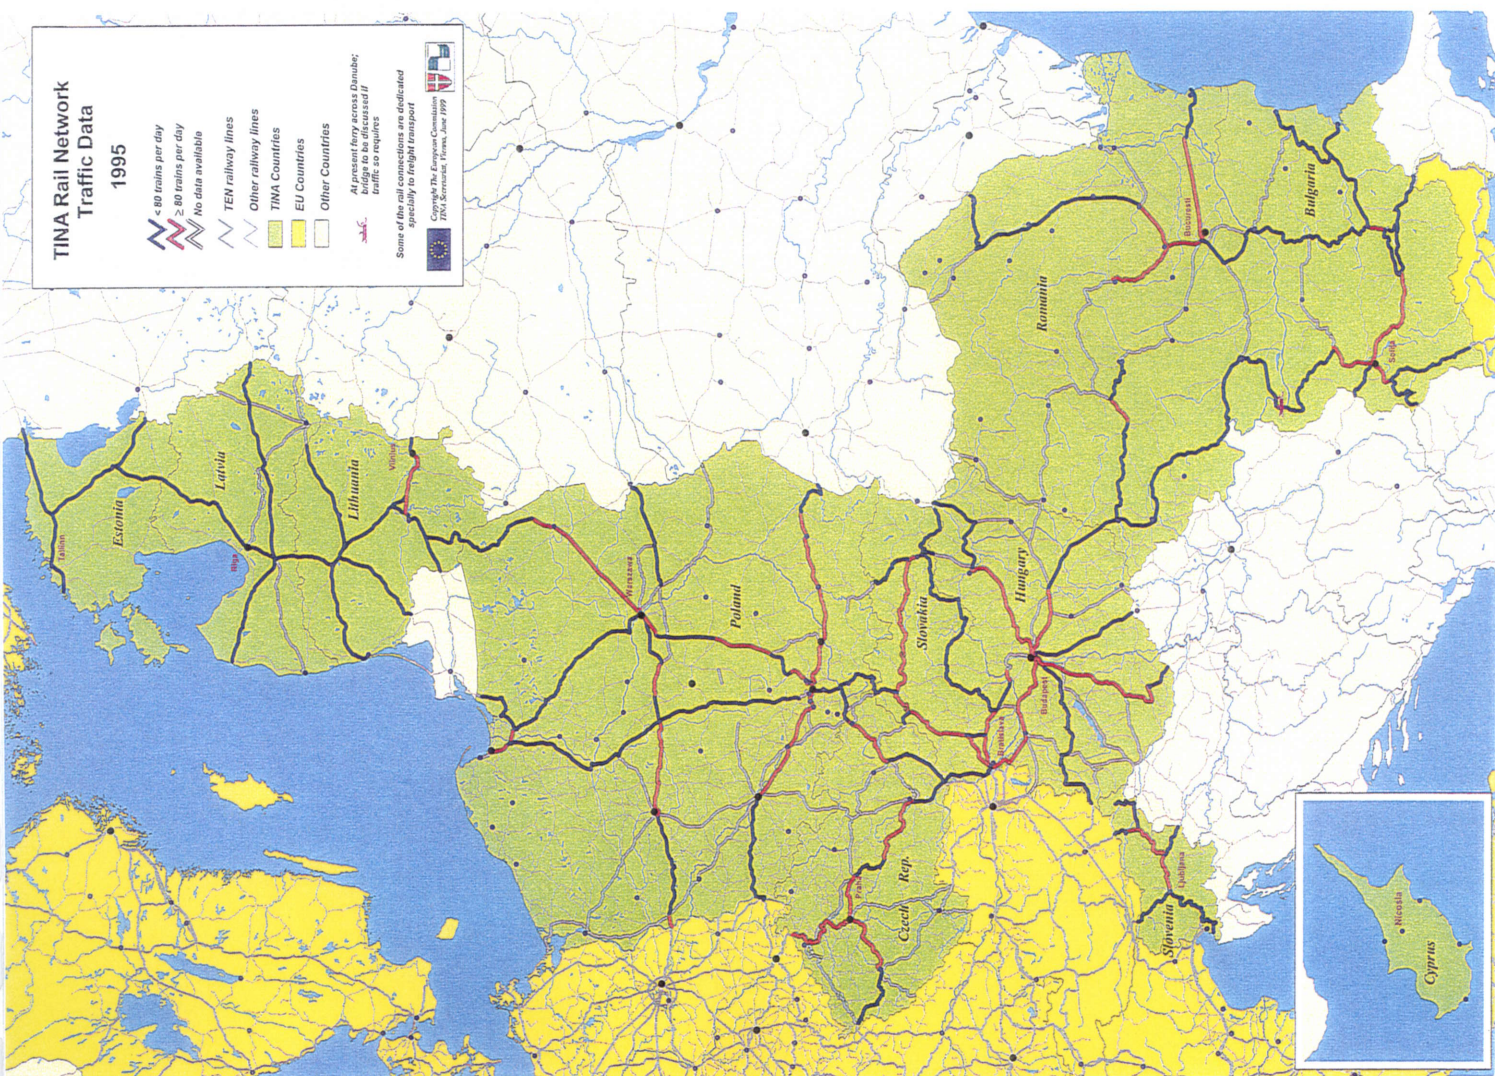 TINA Rail Network
Traffic Data
1995
< 80 trains per day
≥ 80 trains per day
No data available
TEN railway lines
Other railway lines
TINA Countries
EU Countries
Other Countries
At present ferry across Danube;
bridge to be discussed if
traffic so requires
Some of the rail connections are dedicated
specially to freight transport
Copyright The European Commission
TINA Secretariat, Vienna, June 1999
Tallinn
Estonia
Latvia
Riga
Lithuania
Vilnius
Warszawa
Poland
Praha
Czech Rep.
Slovakia
Bratislava
Budapest
Hungary
Ljubljana
Slovenia
Romania
Bucuresti
Bulgaria
Sofija
Nicosia
Cyprus